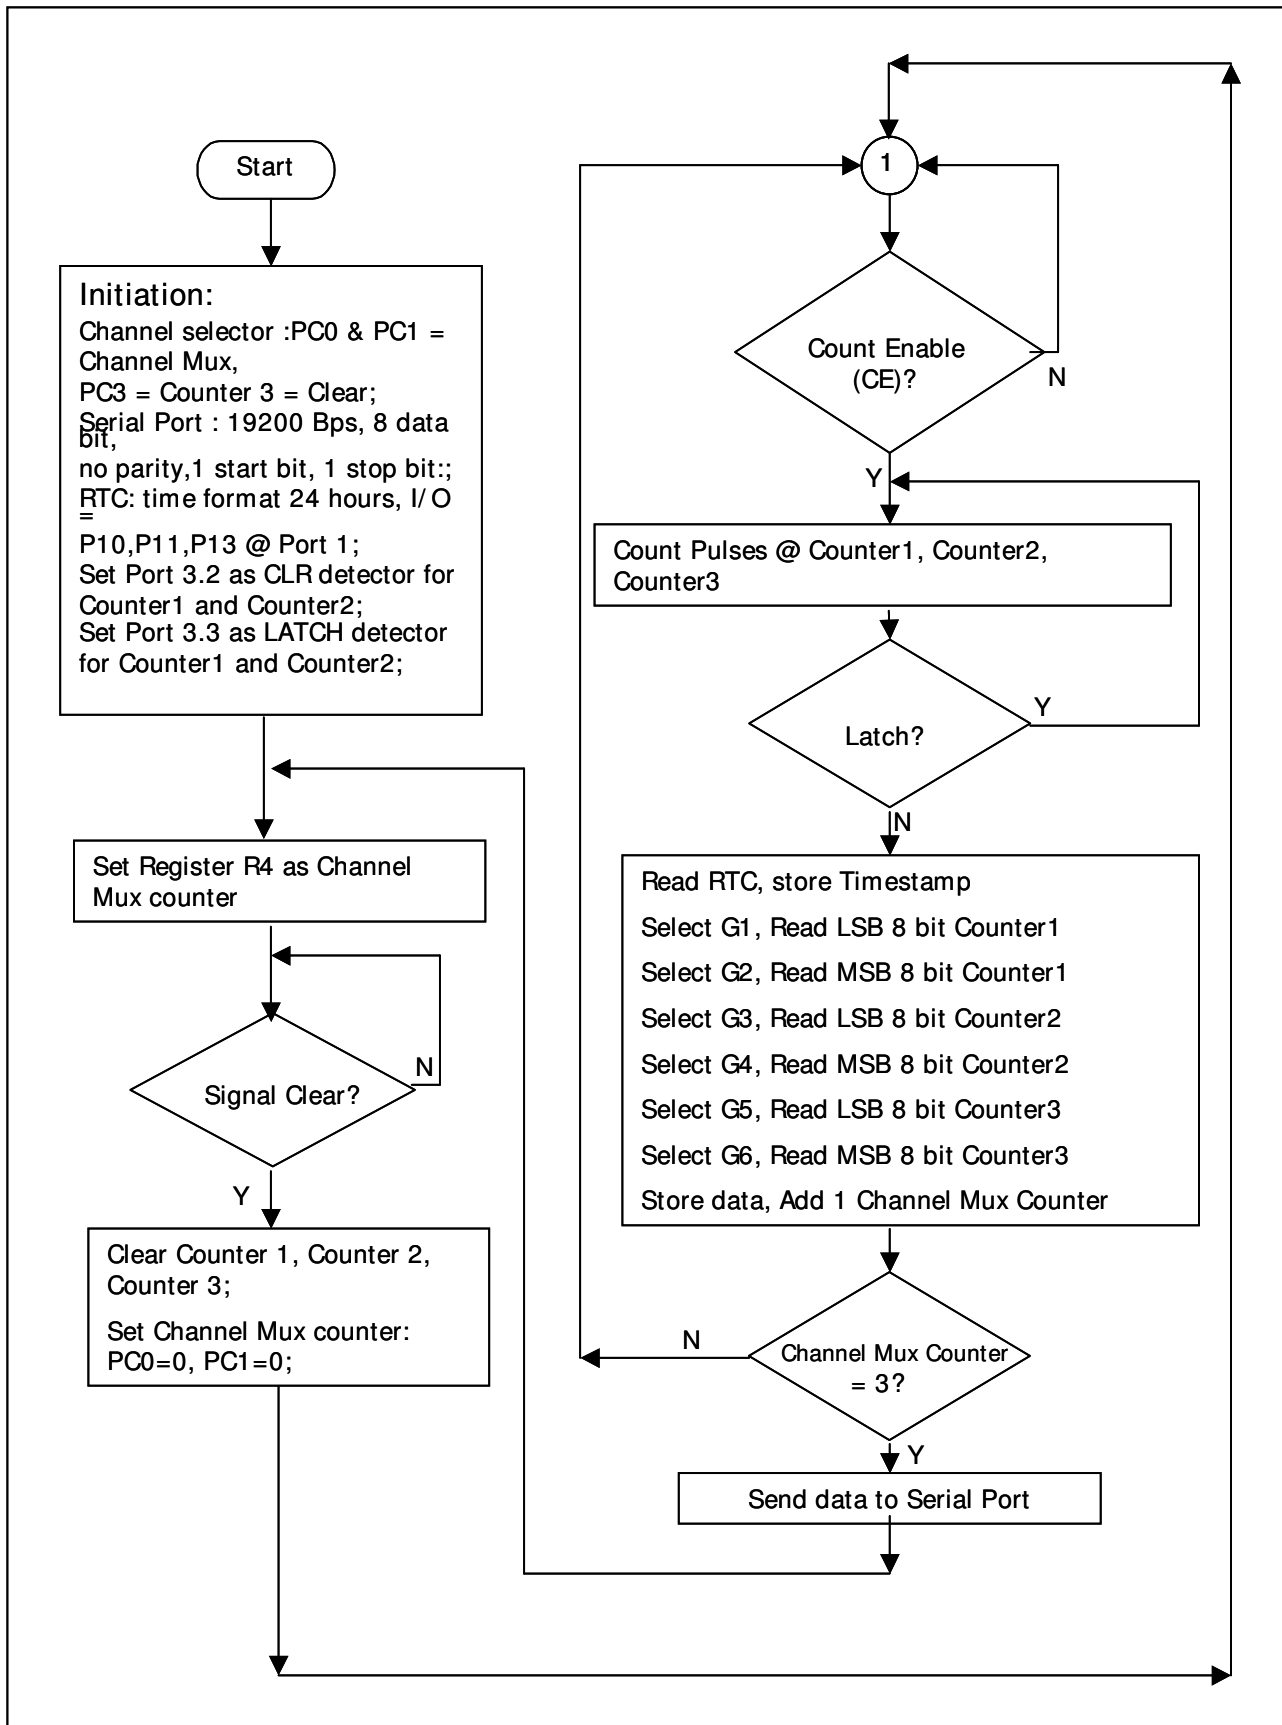 Start
Initiation:
Channel selector :PC0 & PC1 =
Channel Mux,
PC3 = Counter 3 = Clear;
Serial Port : 19200 Bps, 8 data
bit,
no parity,1 start bit, 1 stop bit:;
RTC: time format 24 hours, I/O
=
P10,P11,P13 @ Port 1;
Set Port 3.2 as CLR detector for
Counter1 and Counter2;
Set Port 3.3 as LATCH detector
for Counter1 and Counter2;
Set Register R4 as Channel
Mux counter
Signal Clear?
N
Y
Clear Counter 1, Counter 2,
Counter 3;
Set Channel Mux counter:
PC0=0, PC1=0;
1
Count Enable
(CE)?
N
Y
Count Pulses @ Counter1, Counter2,
Counter3
Latch?
Y
N
Read RTC, store Timestamp
Select G1, Read LSB 8 bit Counter1
Select G2, Read MSB 8 bit Counter1
Select G3, Read LSB 8 bit Counter2
Select G4, Read MSB 8 bit Counter2
Select G5, Read LSB 8 bit Counter3
Select G6, Read MSB 8 bit Counter3
Store data, Add 1 Channel Mux Counter
Channel Mux Counter
= 3?
N
Y
Send data to Serial Port